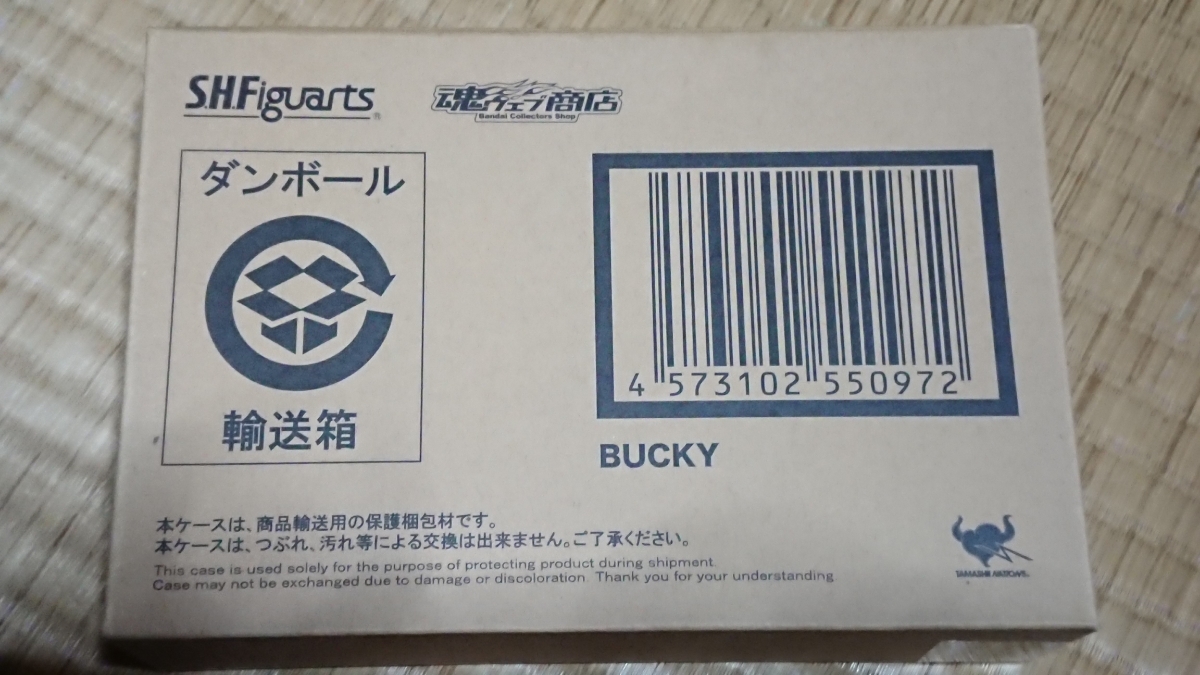 S.H.Figuarts®
魂ウェブ商店
Bandai Collectors Shop
ダンボール
輸送箱
4 573102 550972
BUCKY
本ケースは、商品輸送用の保護梱包材です。
本ケースは、つぶれ、汚れ等による交換は出来ません。ご了承ください。
This case is used solely for the purpose of protecting product during shipment.
Case may not be exchanged due to damage or discoloration. Thank you for your understanding.
TAMASHII NATIONS